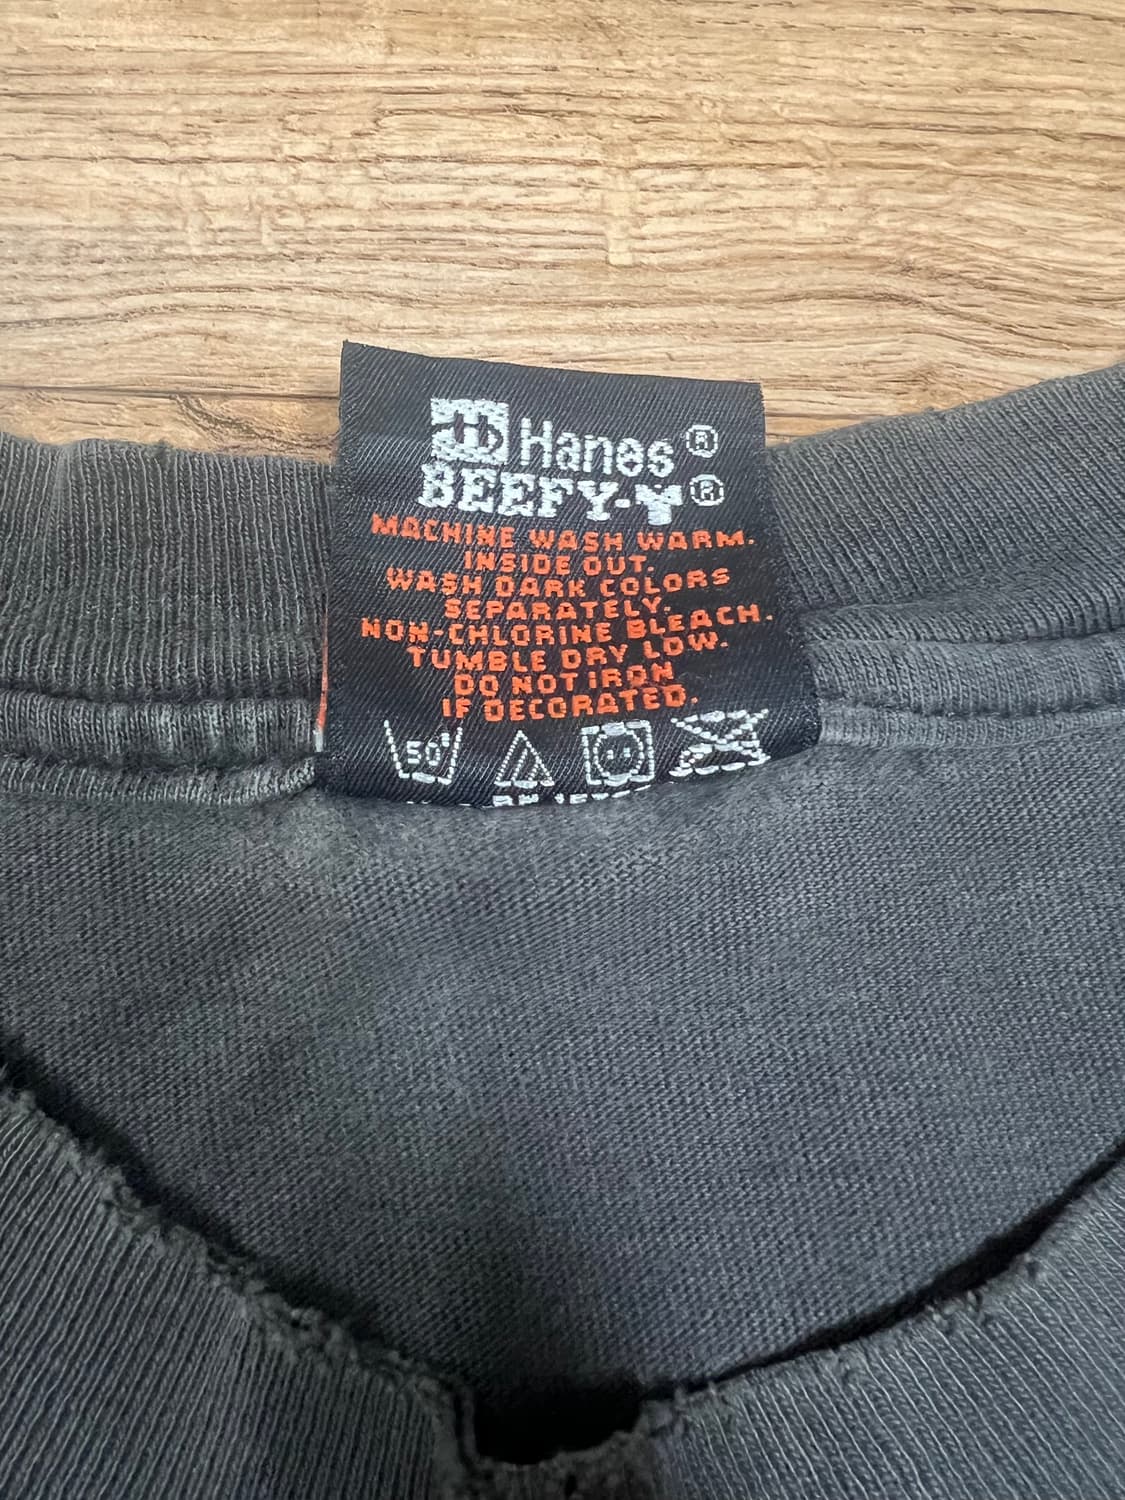 H Hanes®
BEEFY-T®
MACHINE WASH WARM.
INSIDE OUT.
WASH DARK COLORS
SEPARATELY.
NON-CHLORINE BLEACH.
TUMBLE DRY LOW.
DO NOT IRON
IF DECORATED.
50°